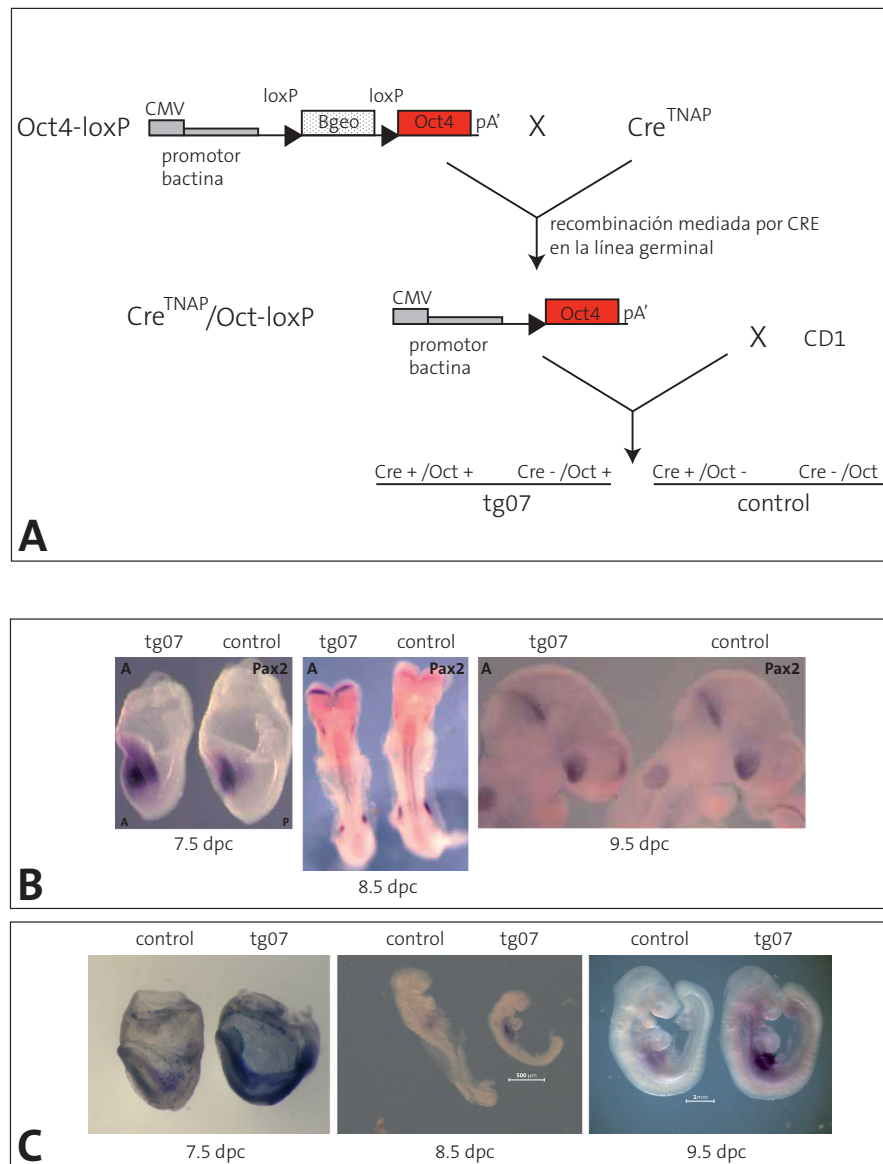 CMV
loxP
loxP
Oct4-loxP
Bgeo
Oct4
pA'
X
Cre^TNAP
promotor
bactina
recombinación mediada por CRE
en la línea germinal
Cre^TNAP/Oct-loxP
CMV
Oct4
pA'
promotor
bactina
X
CD1
Cre + /Oct +
Cre - /Oct +
Cre + /Oct -
Cre - /Oct
tg07
control
A
tg07
control
tg07
control
tg07
control
A
Pax2
A
Pax2
A
Pax2
A
P
7.5 dpc
8.5 dpc
9.5 dpc
B
control
tg07
control
tg07
control
tg07
500 µm
1mm
7.5 dpc
8.5 dpc
9.5 dpc
C